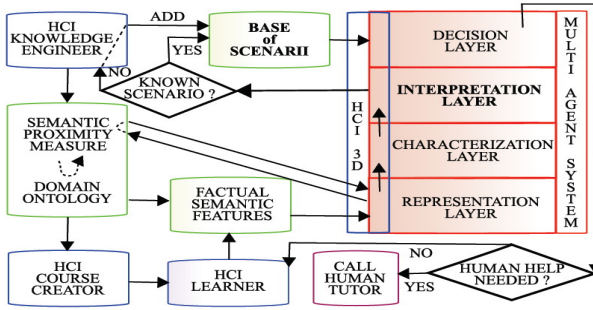 HCI
KNOWLEDGE
ENGINEER
ADD
YES
NO
KNOWN
SCENARIO ?
BASE
of
SCENARII
HCI 3D
DECISION
LAYER
INTERPRETATION
LAYER
CHARACTERIZATION
LAYER
REPRESENTATION
LAYER
MULTI AGENT SYSTEM
SEMANTIC
PROXIMITY
MEASURE
DOMAIN
ONTOLOGY
FACTUAL
SEMANTIC
FEATURES
HCI
COURSE
CREATOR
HCI
LEARNER
CALL
HUMAN
TUTOR
NO
YES
HUMAN HELP
NEEDED ?